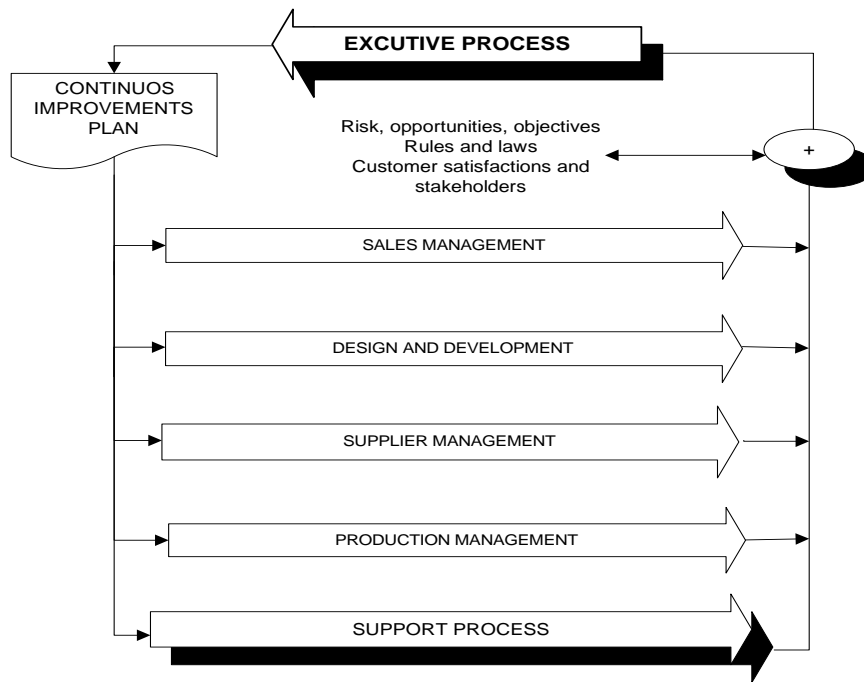 EXCUTIVE PROCESS
CONTINUOS
IMPROVEMENTS
PLAN
Risk, opportunities, objectives
Rules and laws
Customer satisfactions and
stakeholders
+
SALES MANAGEMENT
DESIGN AND DEVELOPMENT
SUPPLIER MANAGEMENT
PRODUCTION MANAGEMENT
SUPPORT PROCESS